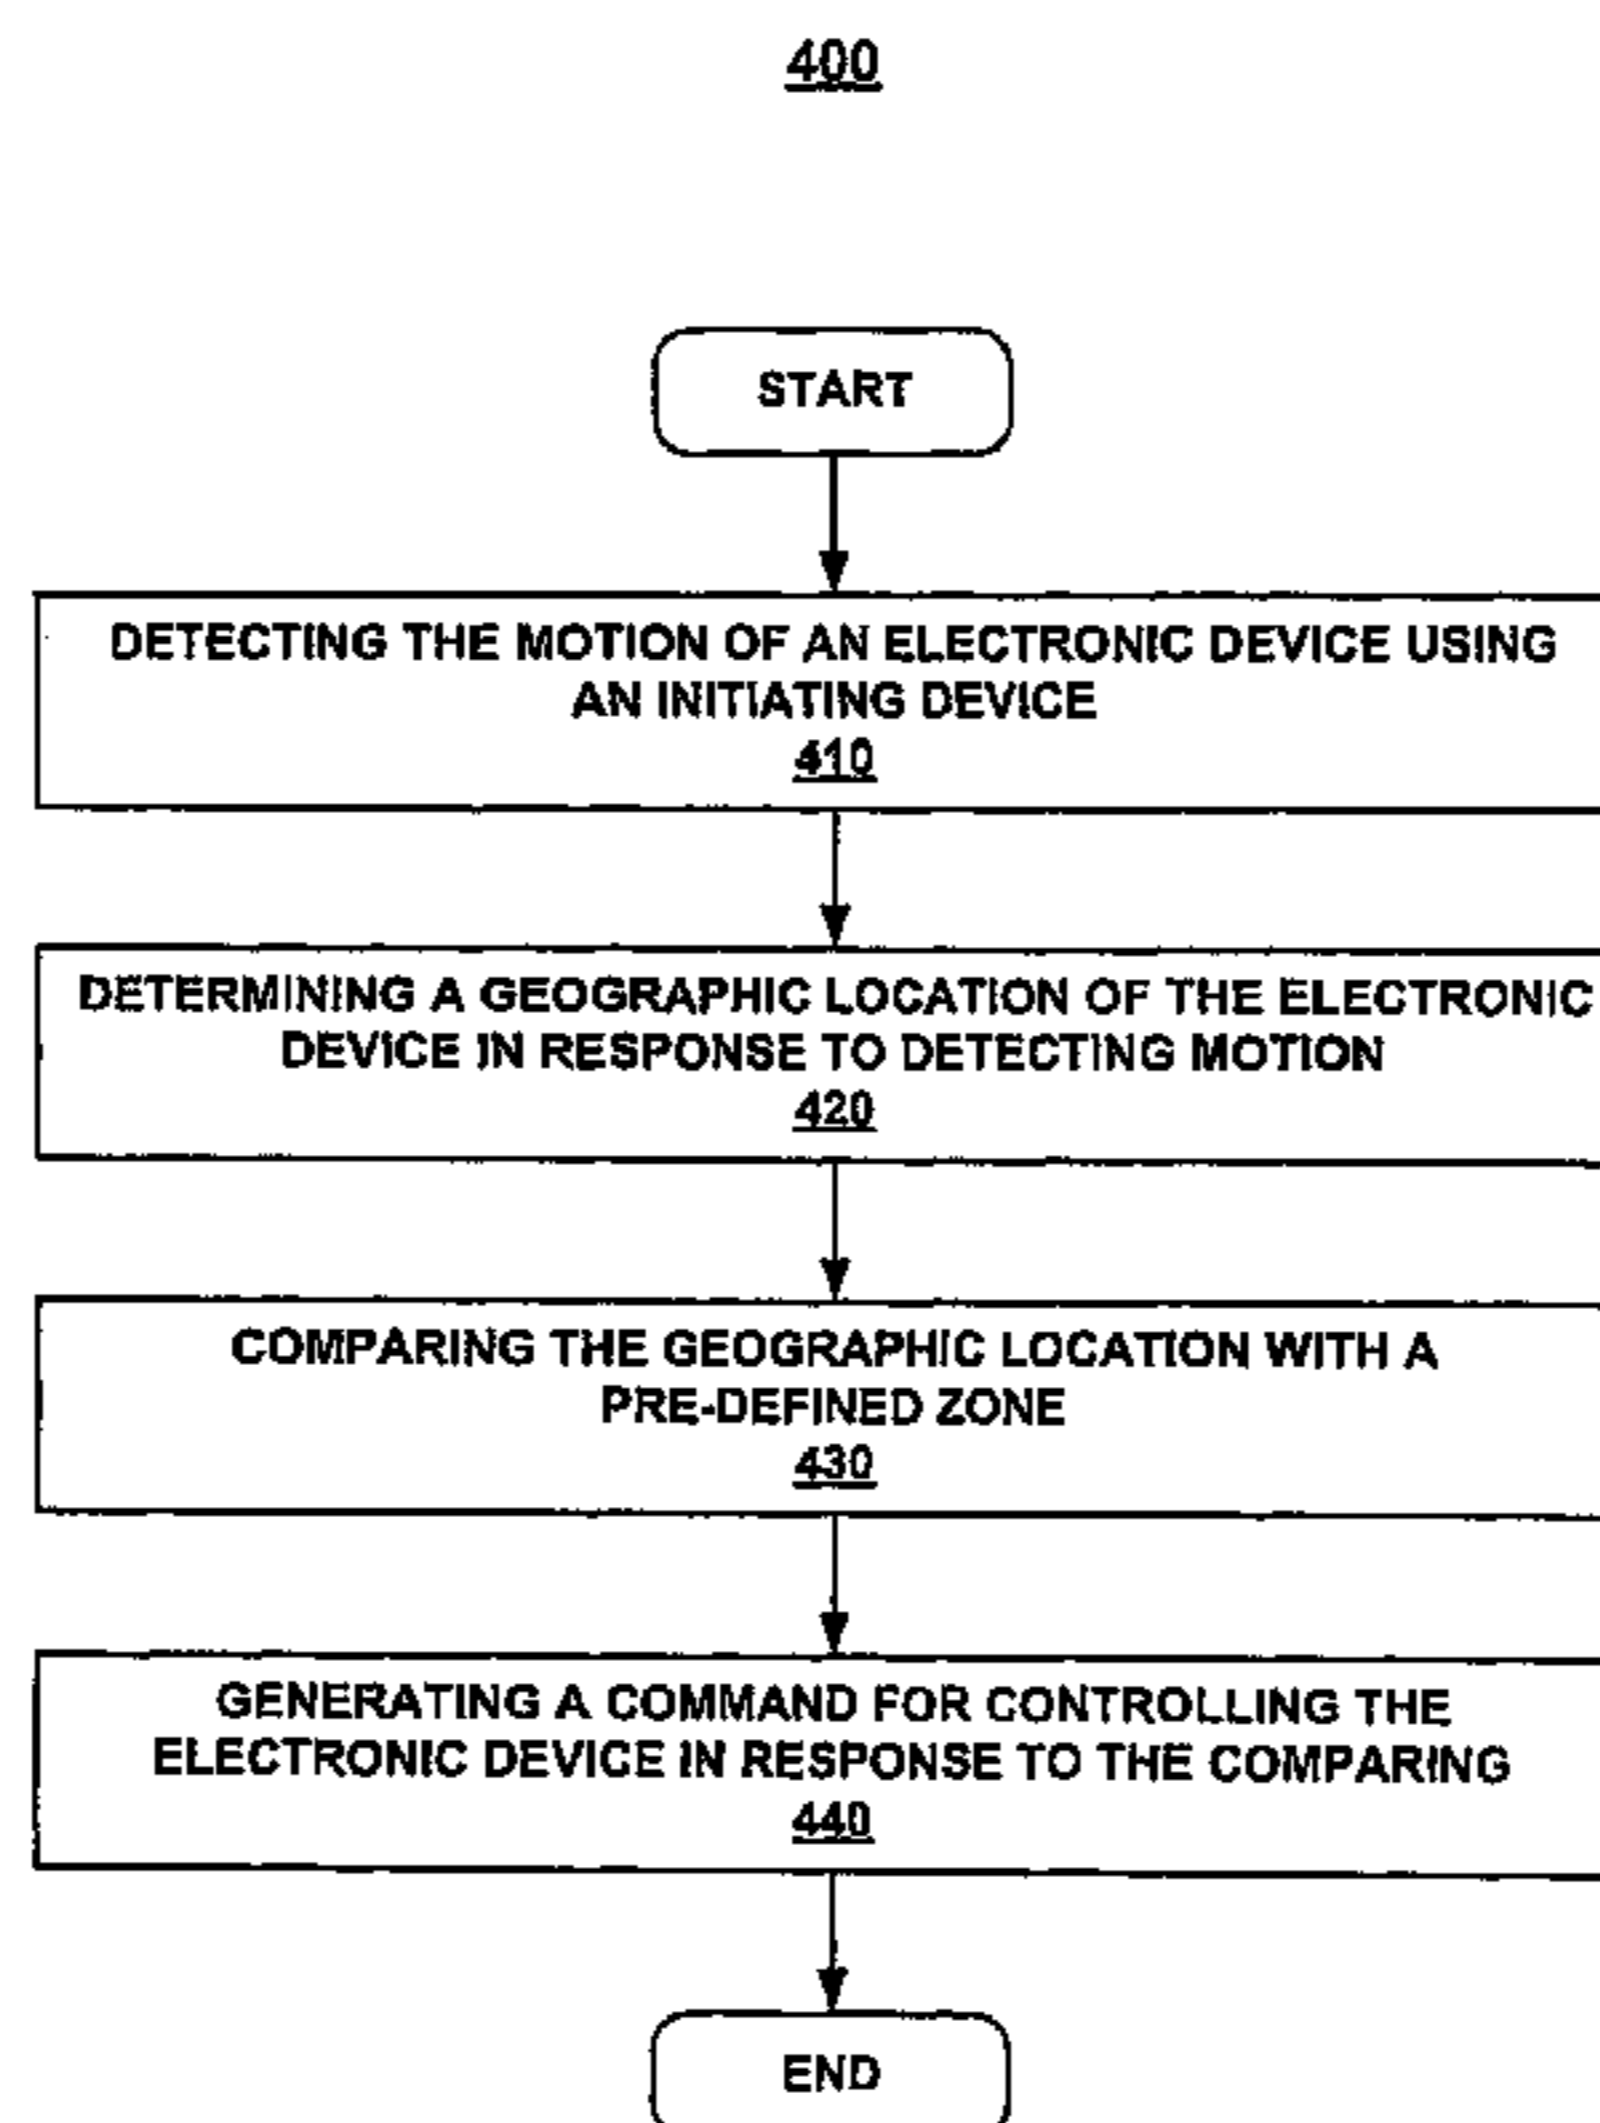 400
START
DETECTING THE MOTION OF AN ELECTRONIC DEVICE USING
AN INITIATING DEVICE
410
DETERMINING A GEOGRAPHIC LOCATION OF THE ELECTRONIC
DEVICE IN RESPONSE TO DETECTING MOTION
420
COMPARING THE GEOGRAPHIC LOCATION WITH A
PRE-DEFINED ZONE
430
GENERATING A COMMAND FOR CONTROLLING THE
ELECTRONIC DEVICE IN RESPONSE TO THE COMPARING
440
END